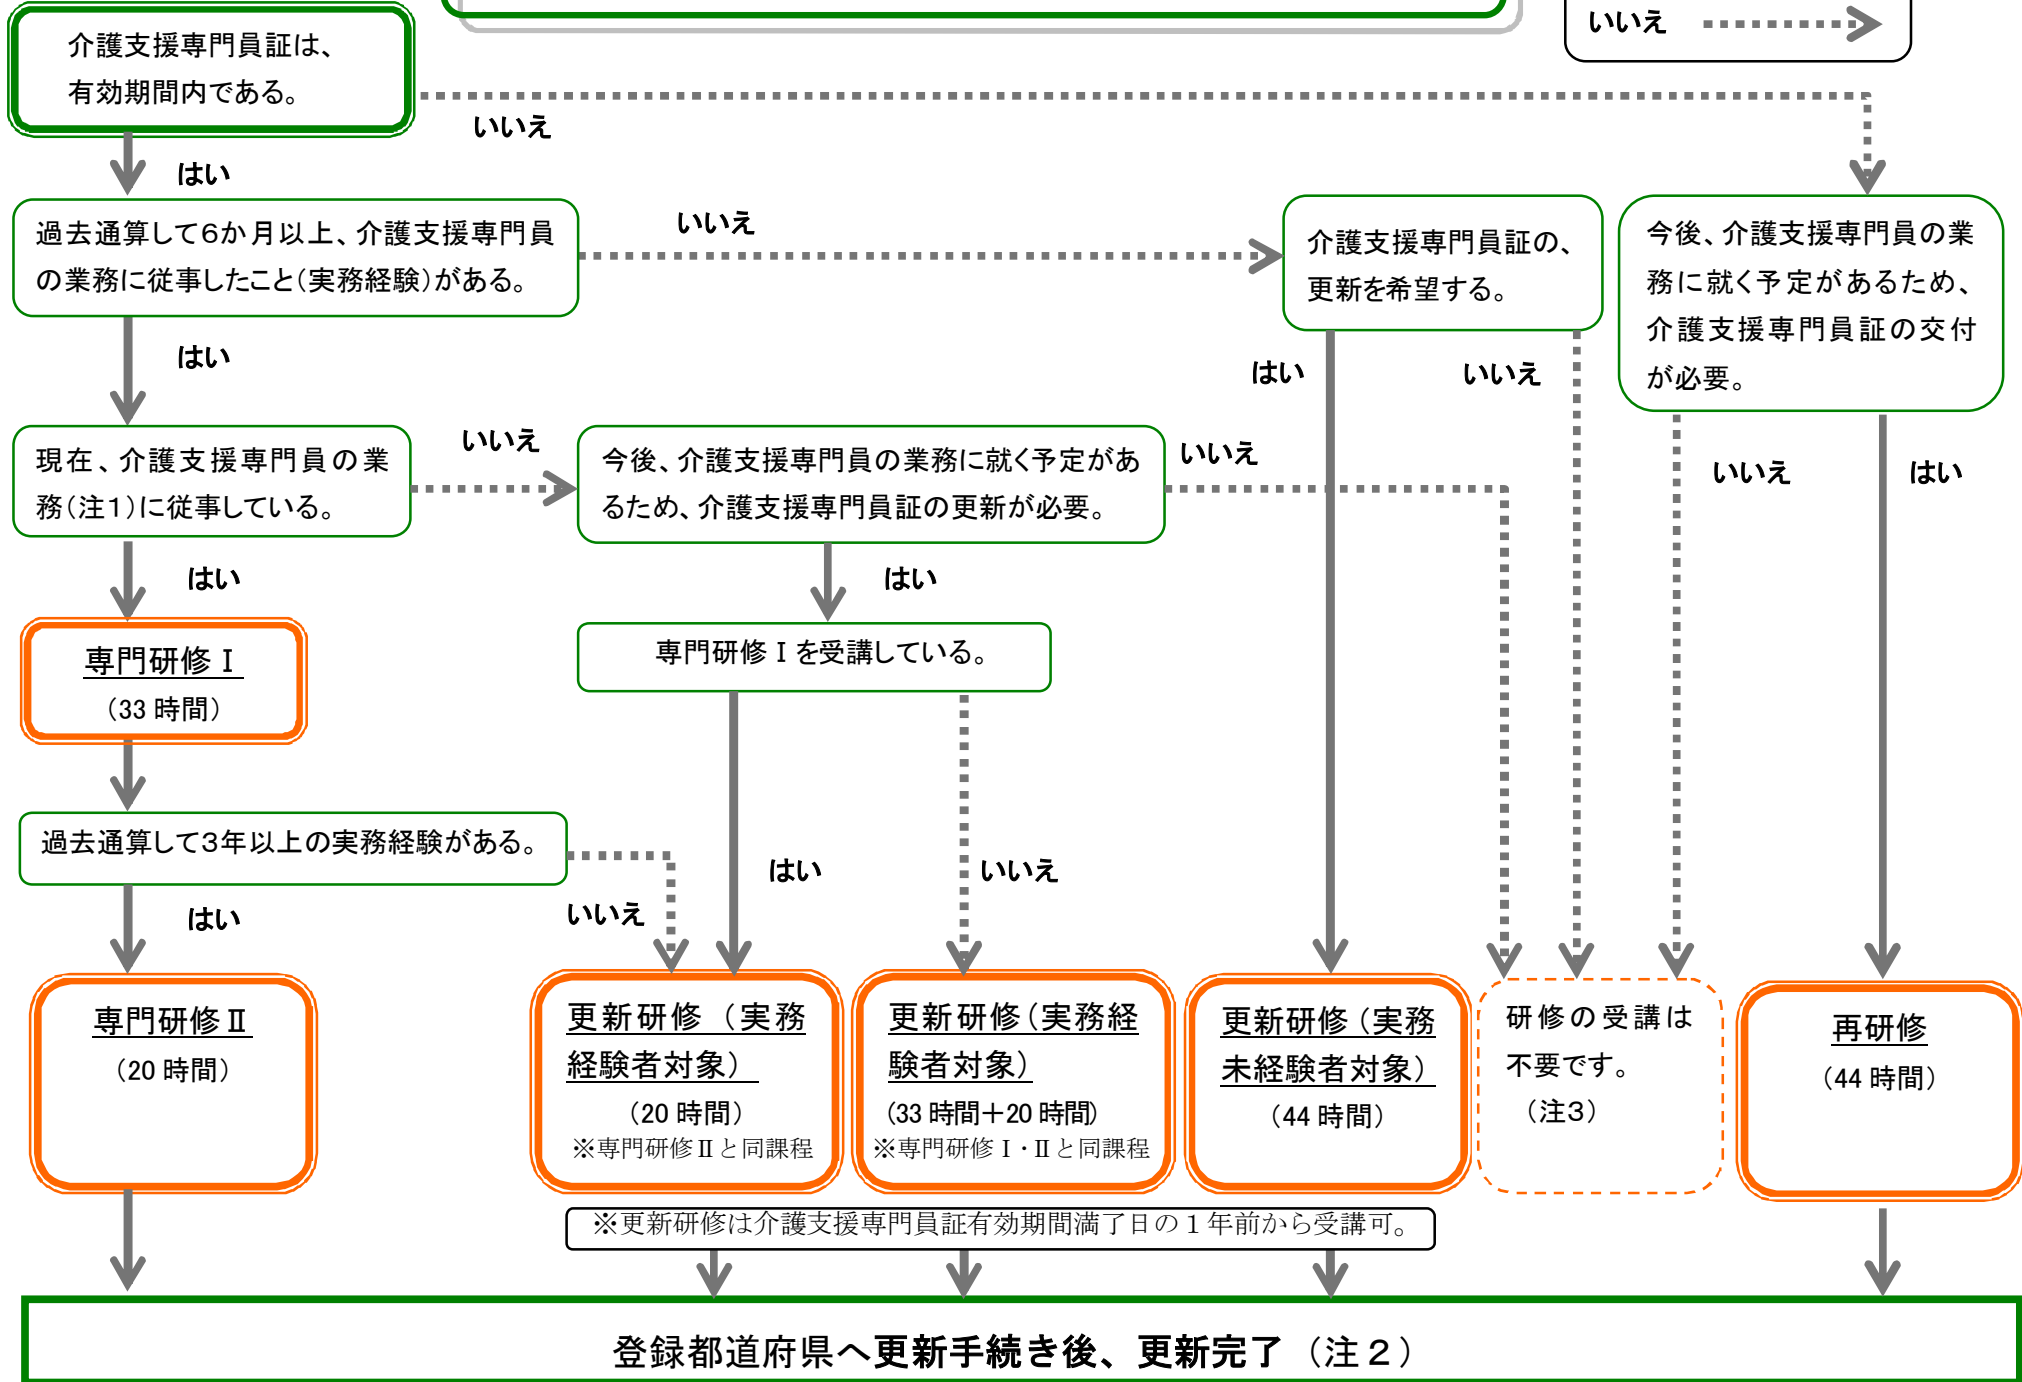 いいえ
介護支援専門員証は、
有効期間内である。
いいえ
はい
過去通算して６か月以上、介護支援専門員
の業務に従事したこと（実務経験）がある。
いいえ
介護支援専門員証の、
更新を希望する。
今後、介護支援専門員の業
務に就く予定があるため、
介護支援専門員証の交付
が必要。
はい
はい
いいえ
現在、介護支援専門員の業
務（注１）に従事している。
いいえ
今後、介護支援専門員の業務に就く予定があ
るため、介護支援専門員証の更新が必要。
いいえ
いいえ
はい
はい
はい
専門研修Ⅰ
（33 時間）
専門研修Ⅰを受講している。
過去通算して３年以上の実務経験がある。
はい
いいえ
はい
いいえ
専門研修Ⅱ
（20 時間）
更新研修（実務
経験者対象）
（20 時間）
※専門研修Ⅱと同課程
更新研修（実務経
験者対象）
（33 時間＋20 時間）
※専門研修Ⅰ・Ⅱと同課程
更新研修（実務
未経験者対象）
（44 時間）
研修の受講は
不要です。
（注３）
再研修
（44 時間）
※更新研修は介護支援専門員証有効期間満了日の１年前から受講可。
登録都道府県へ更新手続き後、更新完了（注２）